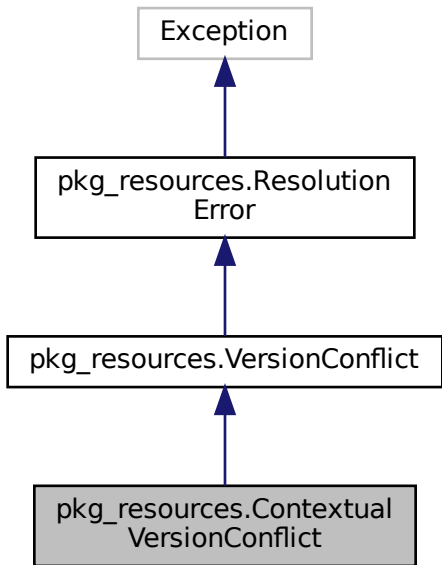 Exception
pkg_resources.Resolution
Error
pkg_resources.VersionConflict
pkg_resources.Contextual
VersionConflict